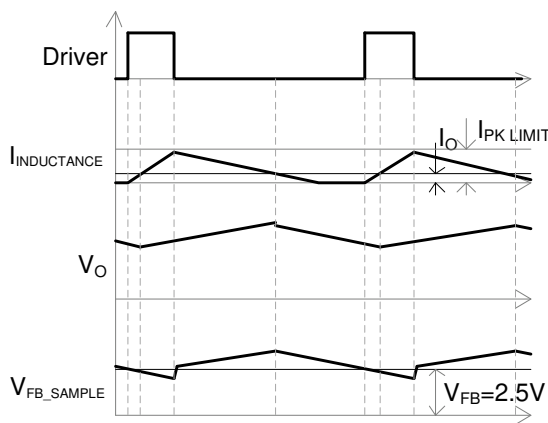 Driver
I_O
I_PK LIMIT
I_INDUCTANCE
V_O
V_FB_SAMPLE
V_FB=2.5V